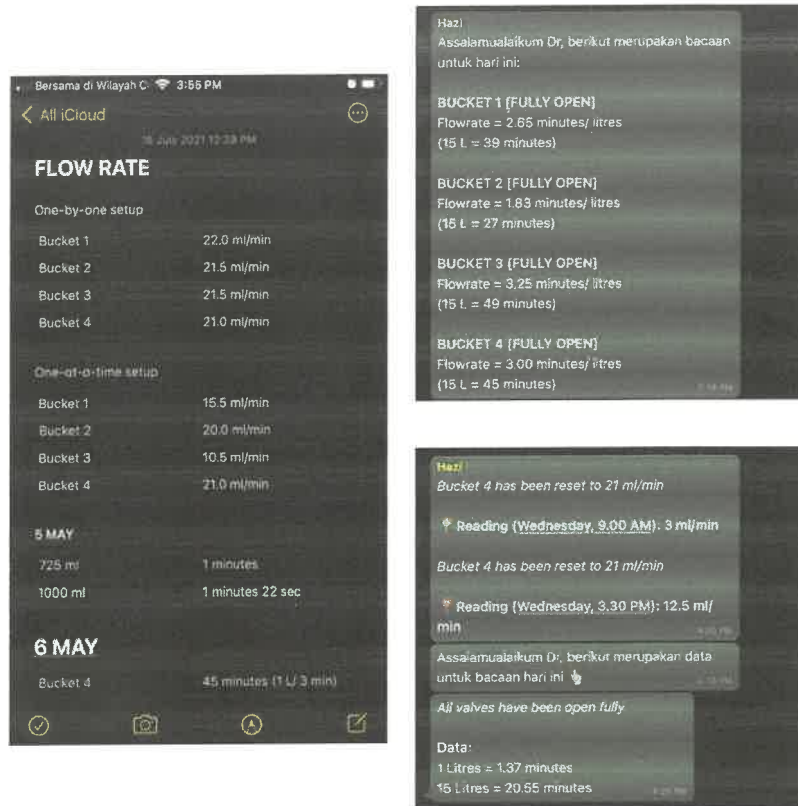 Bersama di Wilayah C 3:55 PM
All iCloud
2021 12:33 PM
FLOW RATE
One-by-one setup
Bucket 1 22.0 ml/min
Bucket 2 21.5 ml/min
Bucket 3 21.5 ml/min
Bucket 4 21.0 ml/min
One-at-a-time setup
Bucket 1 15.5 ml/min
Bucket 2 20.0 ml/min
Bucket 3 10.5 ml/min
Bucket 4 21.0 ml/min
5 MAY
725 ml 1 minutes
1000 ml 1 minutes 22 sec
6 MAY
Bucket 4 45 minutes (1 L/ 3 min)
Hazi
Assalamualaikum Dr, berikut merupakan bacaan
untuk hari ini:
BUCKET 1 [FULLY OPEN]
Flowrate = 2.65 minutes/ litres
(15 L = 39 minutes)
BUCKET 2 [FULLY OPEN]
Flowrate = 1.83 minutes/ litres
(15 L = 27 minutes)
BUCKET 3 [FULLY OPEN]
Flowrate = 3.25 minutes/ litres
(15 L = 49 minutes)
BUCKET 4 [FULLY OPEN]
Flowrate = 3.00 minutes/ litres
(15 L = 45 minutes)
Hazi
Bucket 4 has been reset to 21 ml/min
Reading (Wednesday, 9.00 AM): 3 ml/min
Bucket 4 has been reset to 21 ml/min
Reading (Wednesday, 3.30 PM): 12.5 ml/
min
Assalamualaikum Dr, berikut merupakan data
untuk bacaan hari ini
All valves have been open fully
Data:
1 Litres = 1.37 minutes
15 Litres = 20.55 minutes